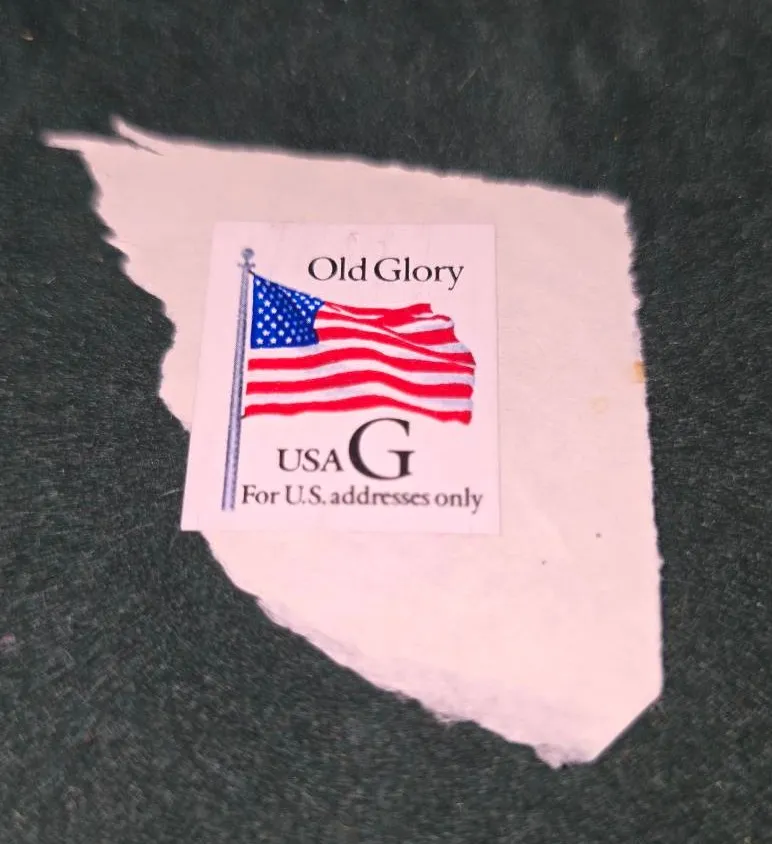 Old Glory
USA G
For U.S. addresses only